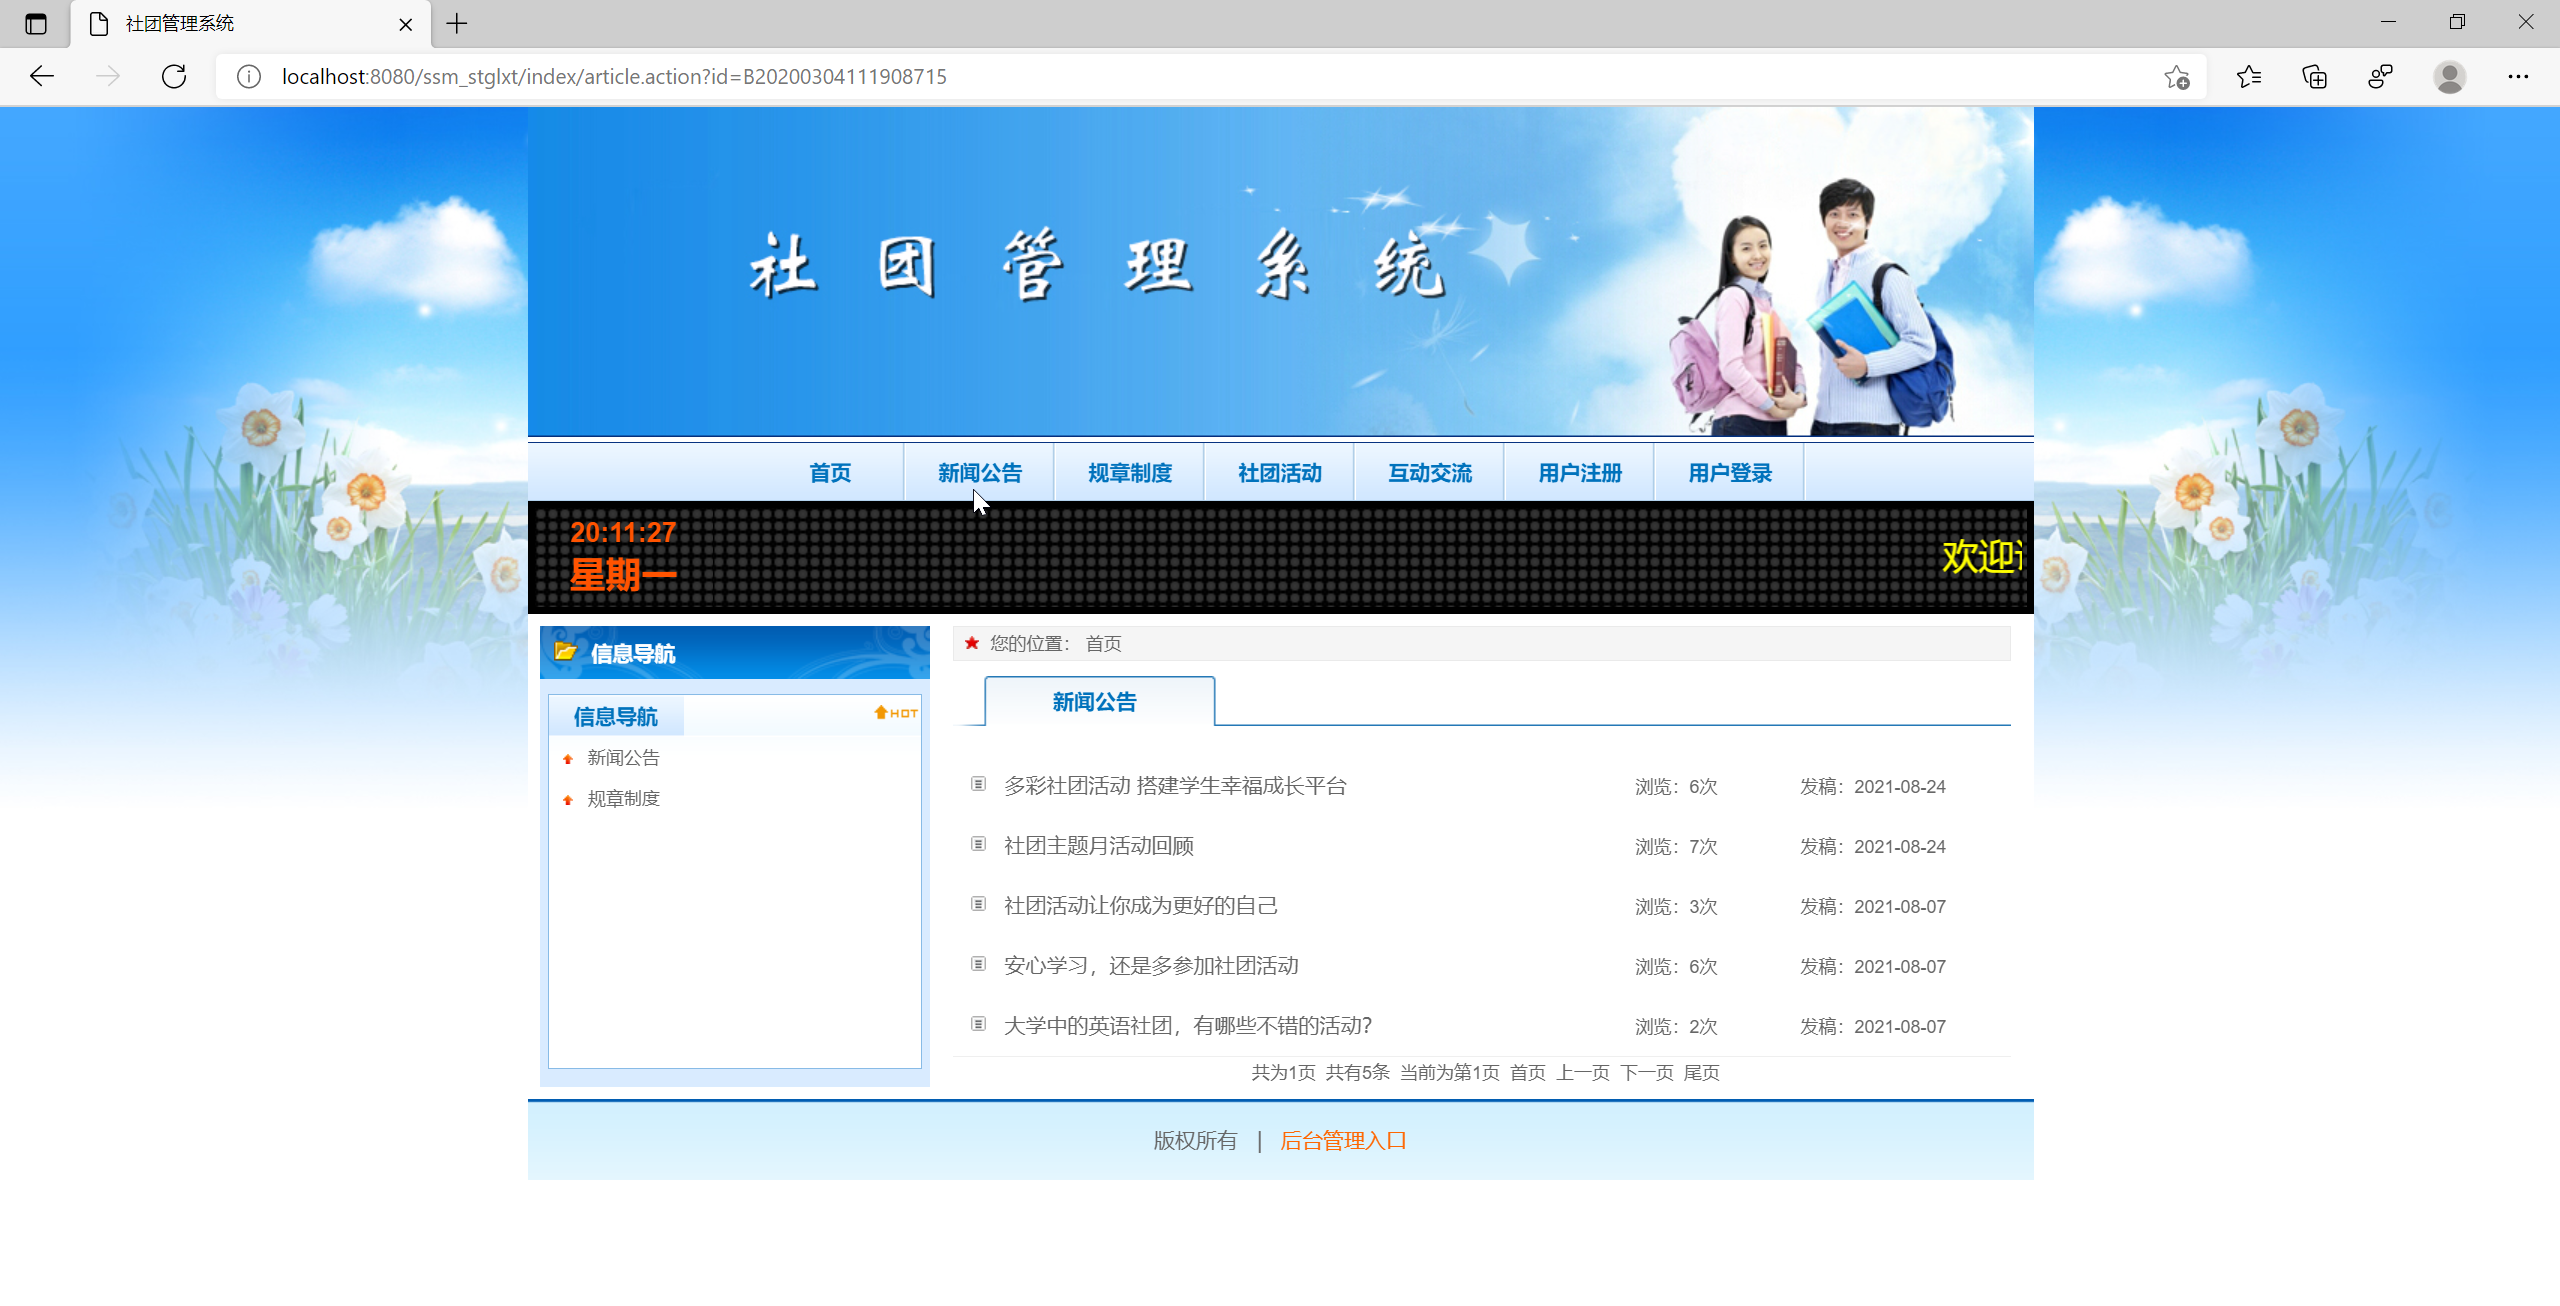 社团管理系统
localhost:8080/ssm_stglxt/index/article.action?id=B20200304111908715
社团管理系统
首页 新闻公告 规章制度 社团活动 互动交流 用户注册 用户登录
20:11:27
星期一
欢迎
信息导航
信息导航 HOT
新闻公告
规章制度
您的位置： 首页
新闻公告
多彩社团活动 搭建学生幸福成长平台 浏览：6次 发稿：2021-08-24
社团主题月活动回顾 浏览：7次 发稿：2021-08-24
社团活动让你成为更好的自己 浏览：3次 发稿：2021-08-07
安心学习，还是多参加社团活动 浏览：6次 发稿：2021-08-07
大学中的英语社团，有哪些不错的活动？ 浏览：2次 发稿：2021-08-07
共为1页 共有5条 当前为第1页 首页 上一页 下一页 尾页
版权所有 | 后台管理入口